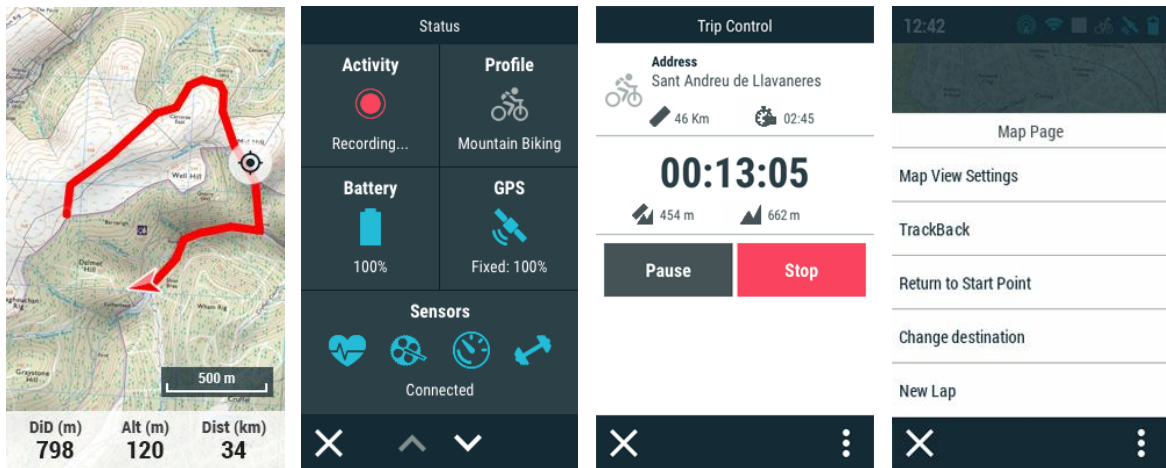 Well Hill
500 m
DiD (m)
Alt (m)
Dist (km)
798
120
34
Status
Activity
Profile
Recording...
Mountain Biking
Battery
GPS
100%
Fixed: 100%
Sensors
Connected
Trip Control
Address
Sant Andreu de Llavaneres
46 Km
02:45
00:13:05
454 m
662 m
Pause
Stop
12:42
Map Page
Map View Settings
TrackBack
Return to Start Point
Change destination
New Lap